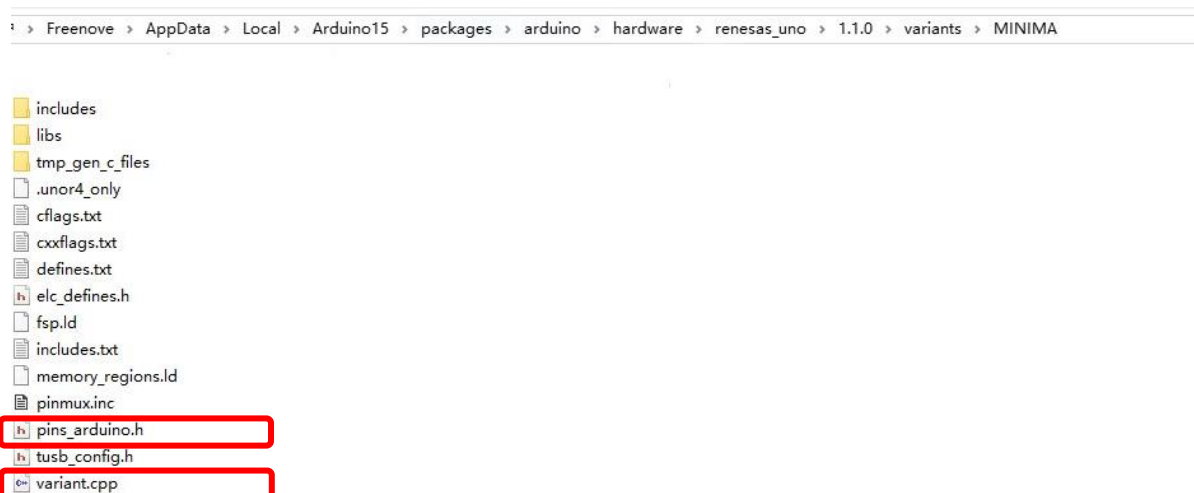 › Freenove › AppData › Local › Arduino15 › packages › arduino › hardware › renesas_uno › 1.1.0 › variants › MINIMA
includes
libs
tmp_gen_c_files
.unor4_only
cflags.txt
cxxflags.txt
defines.txt
elc_defines.h
fsp.ld
includes.txt
memory_regions.ld
pinmux.inc
pins_arduino.h
tusb_config.h
variant.cpp